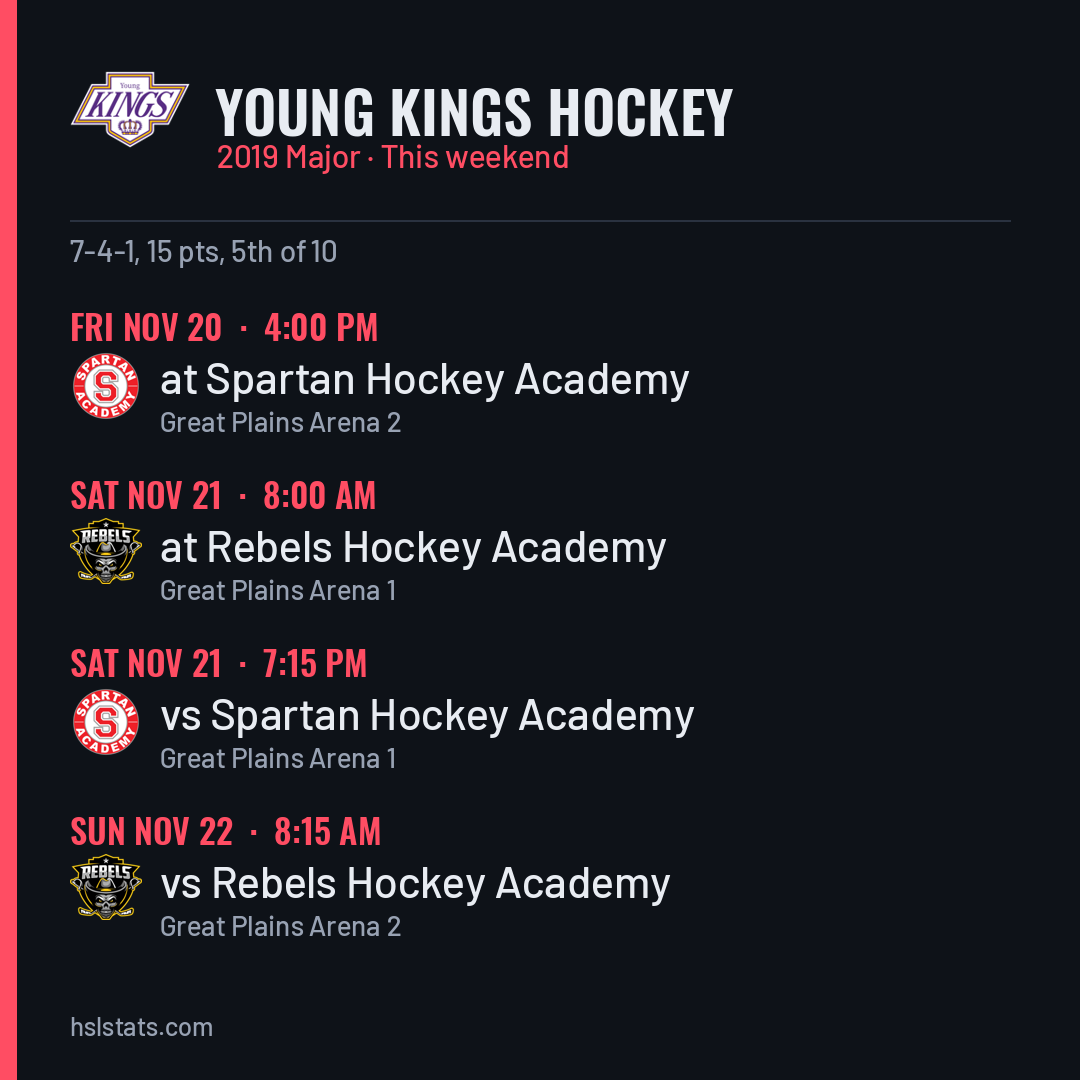 Young
KINGS
YOUNG KINGS HOCKEY
2019 Major · This weekend
7-4-1, 15 pts, 5th of 10
FRI NOV 20 · 4:00 PM
SPARTAN
S
ACADEMY
at Spartan Hockey Academy
Great Plains Arena 2
SAT NOV 21 · 8:00 AM
REBELS
at Rebels Hockey Academy
Great Plains Arena 1
SAT NOV 21 · 7:15 PM
SPARTAN
S
ACADEMY
vs Spartan Hockey Academy
Great Plains Arena 1
SUN NOV 22 · 8:15 AM
REBELS
vs Rebels Hockey Academy
Great Plains Arena 2
hslstats.com